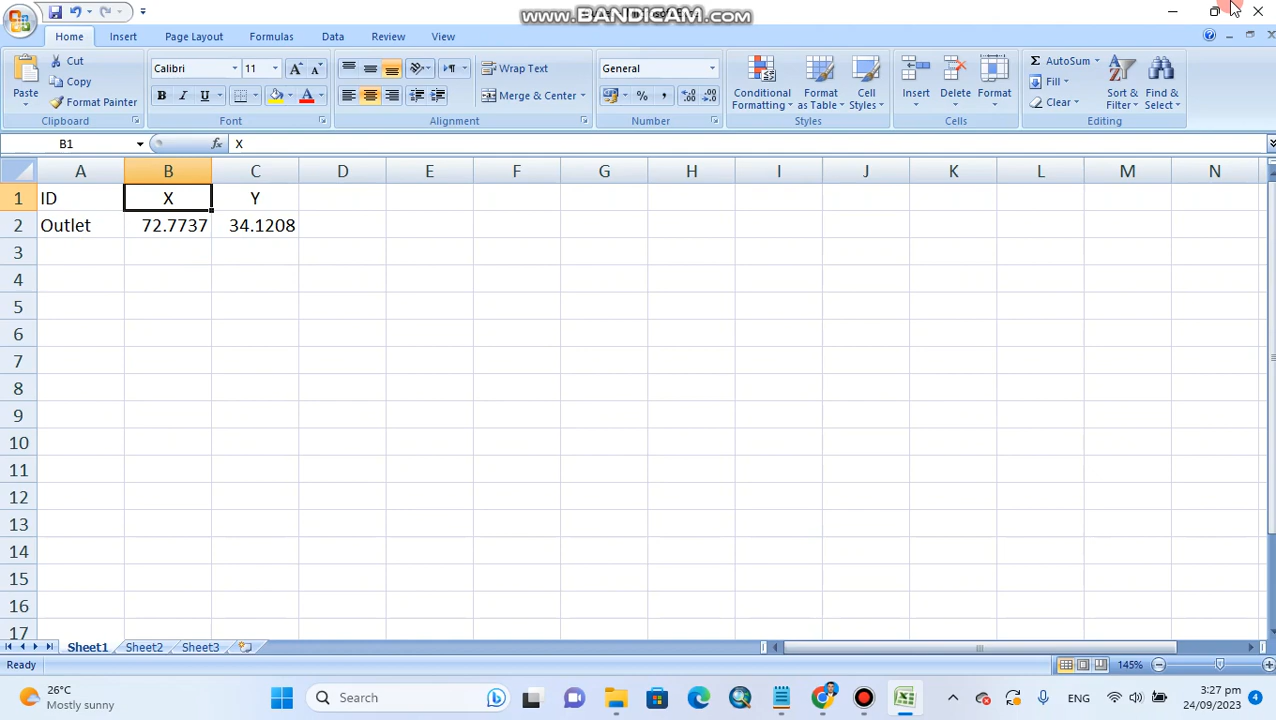 www.BANDICAM.com
Home Insert Page Layout Formulas Data Review View
Paste
Cut
Copy
Format Painter
Clipboard
Calibri 11
Font
Wrap Text
Merge & Center
Alignment
General
Number
Conditional Formatting
Format as Table
Cell Styles
Styles
Insert
Delete
Format
Cells
AutoSum
Fill
Clear
Sort & Filter
Find & Select
Editing
B1 fx X
A B C D E F G H I J K L M N
1 ID X Y
2 Outlet 72.7737 34.1208
3
4
5
6
7
8
9
10
11
12
13
14
15
16
17
Sheet1 Sheet2 Sheet3
Ready 145%
26°C
Mostly sunny
Search
ENG
3:27 pm
24/09/2023
4